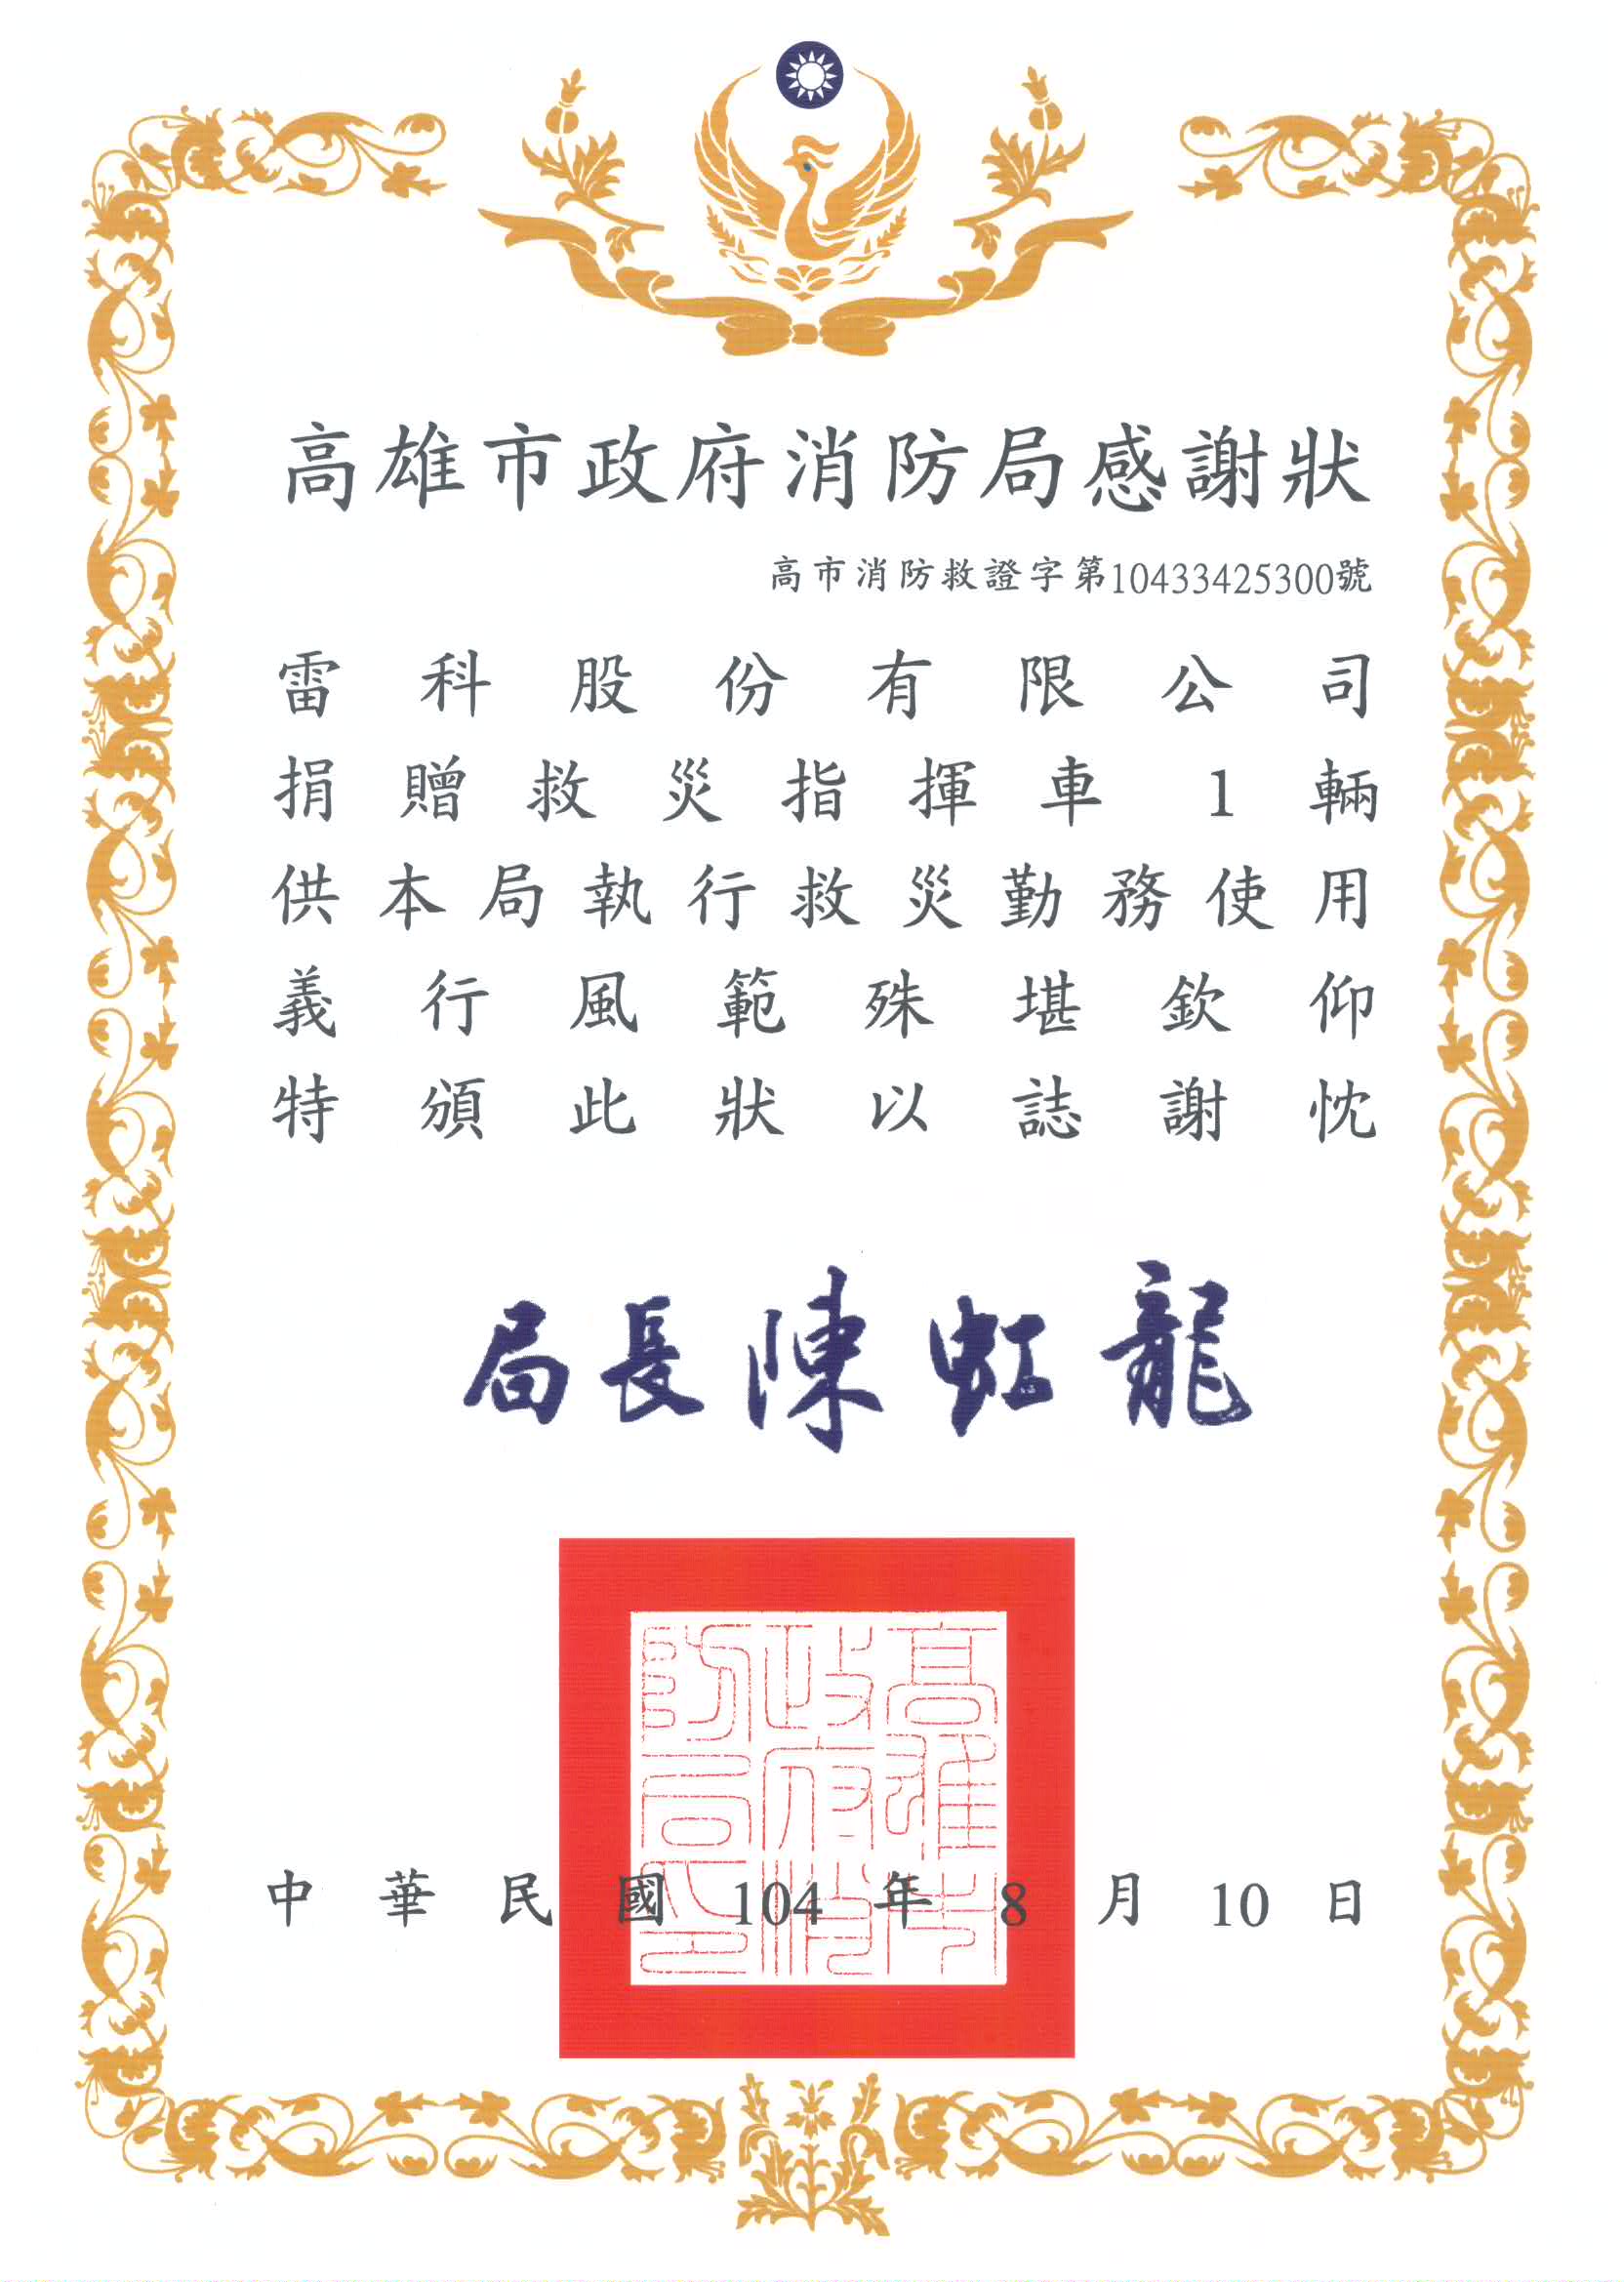 高雄市政府消防局感謝狀
高市消防救證字第10433425300號
雷科股份有限公司
捐贈救災指揮車1輛
供本局執行救災勤務使用
義行風範殊堪欽仰
特頒此狀以誌謝忱
局長陳虹龍
高雄市政府消防局印
中華民國104年8月10日